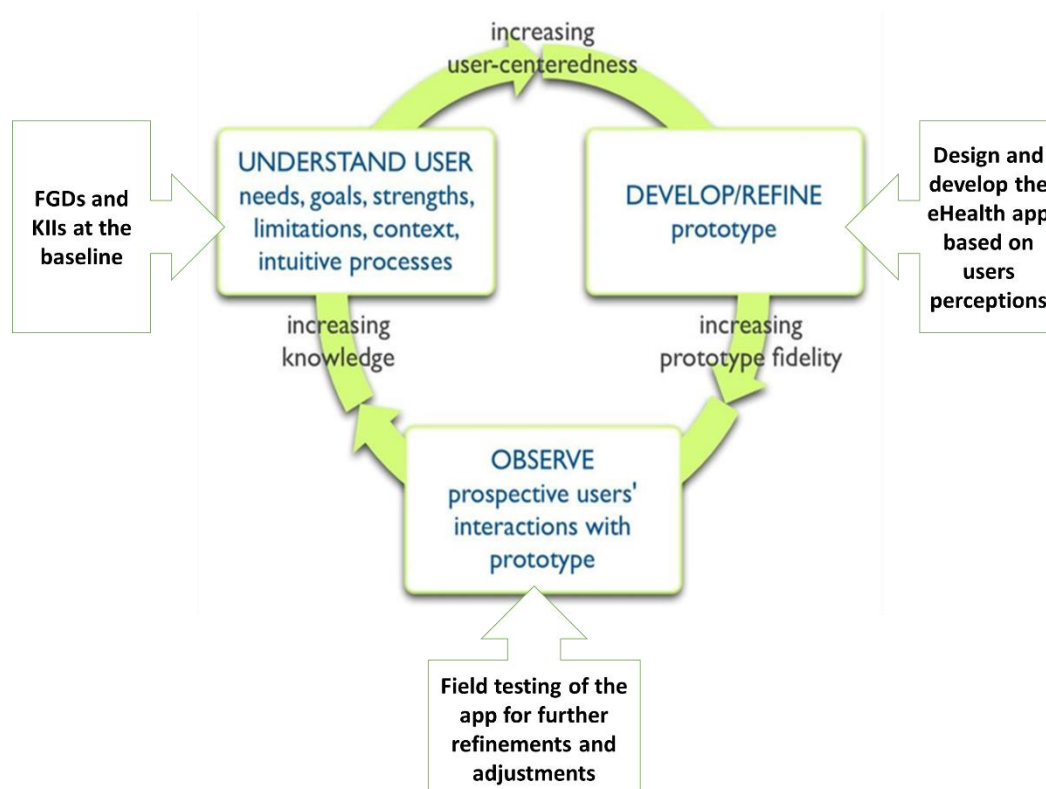 increasing
user-centeredness
UNDERSTAND USER
needs, goals, strengths,
limitations, context,
intuitive processes
DEVELOP/REFINE
prototype
FGDs and
KIIs at the
baseline
Design and
develop the
eHealth app
based on
users
perceptions
increasing
knowledge
increasing
prototype fidelity
OBSERVE
prospective users'
interactions with
prototype
Field testing of the
app for further
refinements and
adjustments